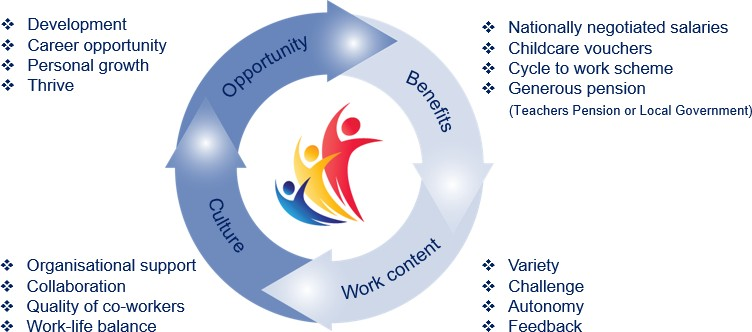 ❖ Development
❖ Career opportunity
❖ Personal growth
❖ Thrive
❖ Nationally negotiated salaries
❖ Childcare vouchers
❖ Cycle to work scheme
❖ Generous pension
(Teachers Pension or Local Government)
Opportunity
Benefits
Culture
Work content
❖ Organisational support
❖ Collaboration
❖ Quality of co-workers
❖ Work-life balance
❖ Variety
❖ Challenge
❖ Autonomy
❖ Feedback